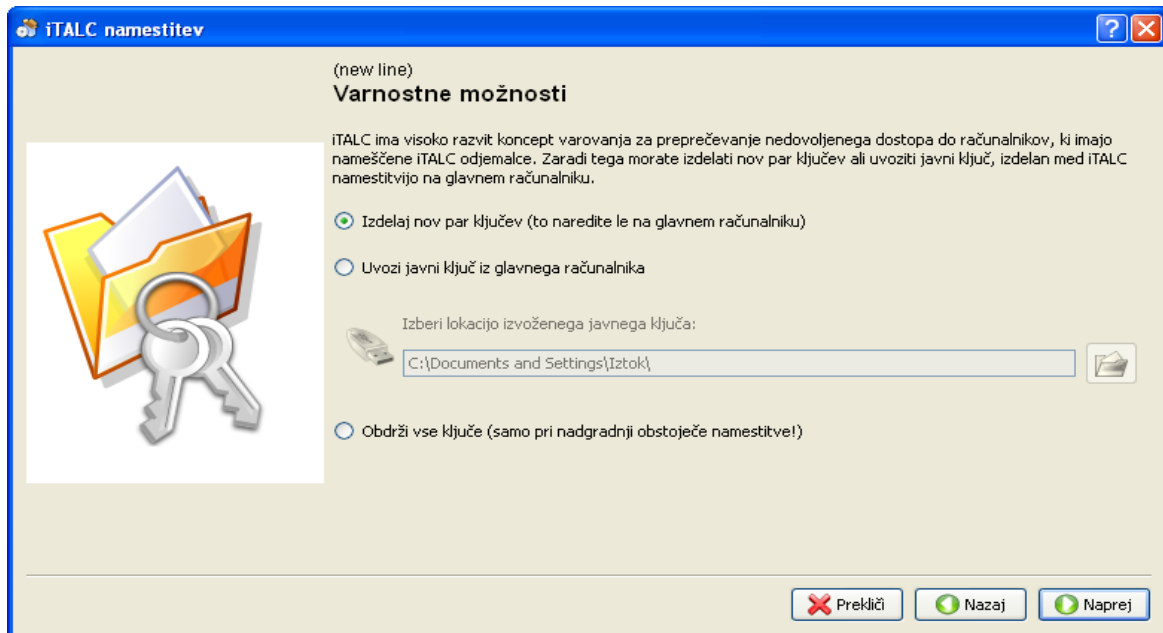 iTALC namestitev
(new line)
Varnostne možnosti
iTALC ima visoko razvit koncept varovanja za preprečevanje nedovoljenega dostopa do računalnikov, ki imajo
nameščene iTALC odjemalce. Zaradi tega morate izdelati nov par ključev ali uvoziti javni ključ, izdelan med iTALC
namestitvijo na glavnem računalniku.
Izdelaj nov par ključev (to naredite le na glavnem računalniku)
Uvozi javni ključ iz glavnega računalnika
Izberi lokacijo izvoženega javnega ključa:
C:\Documents and Settings\Iztok\
Obdrži vse ključe (samo pri nadgradnji obstoječe namestitve!)
Prekliči
Nazaj
Naprej